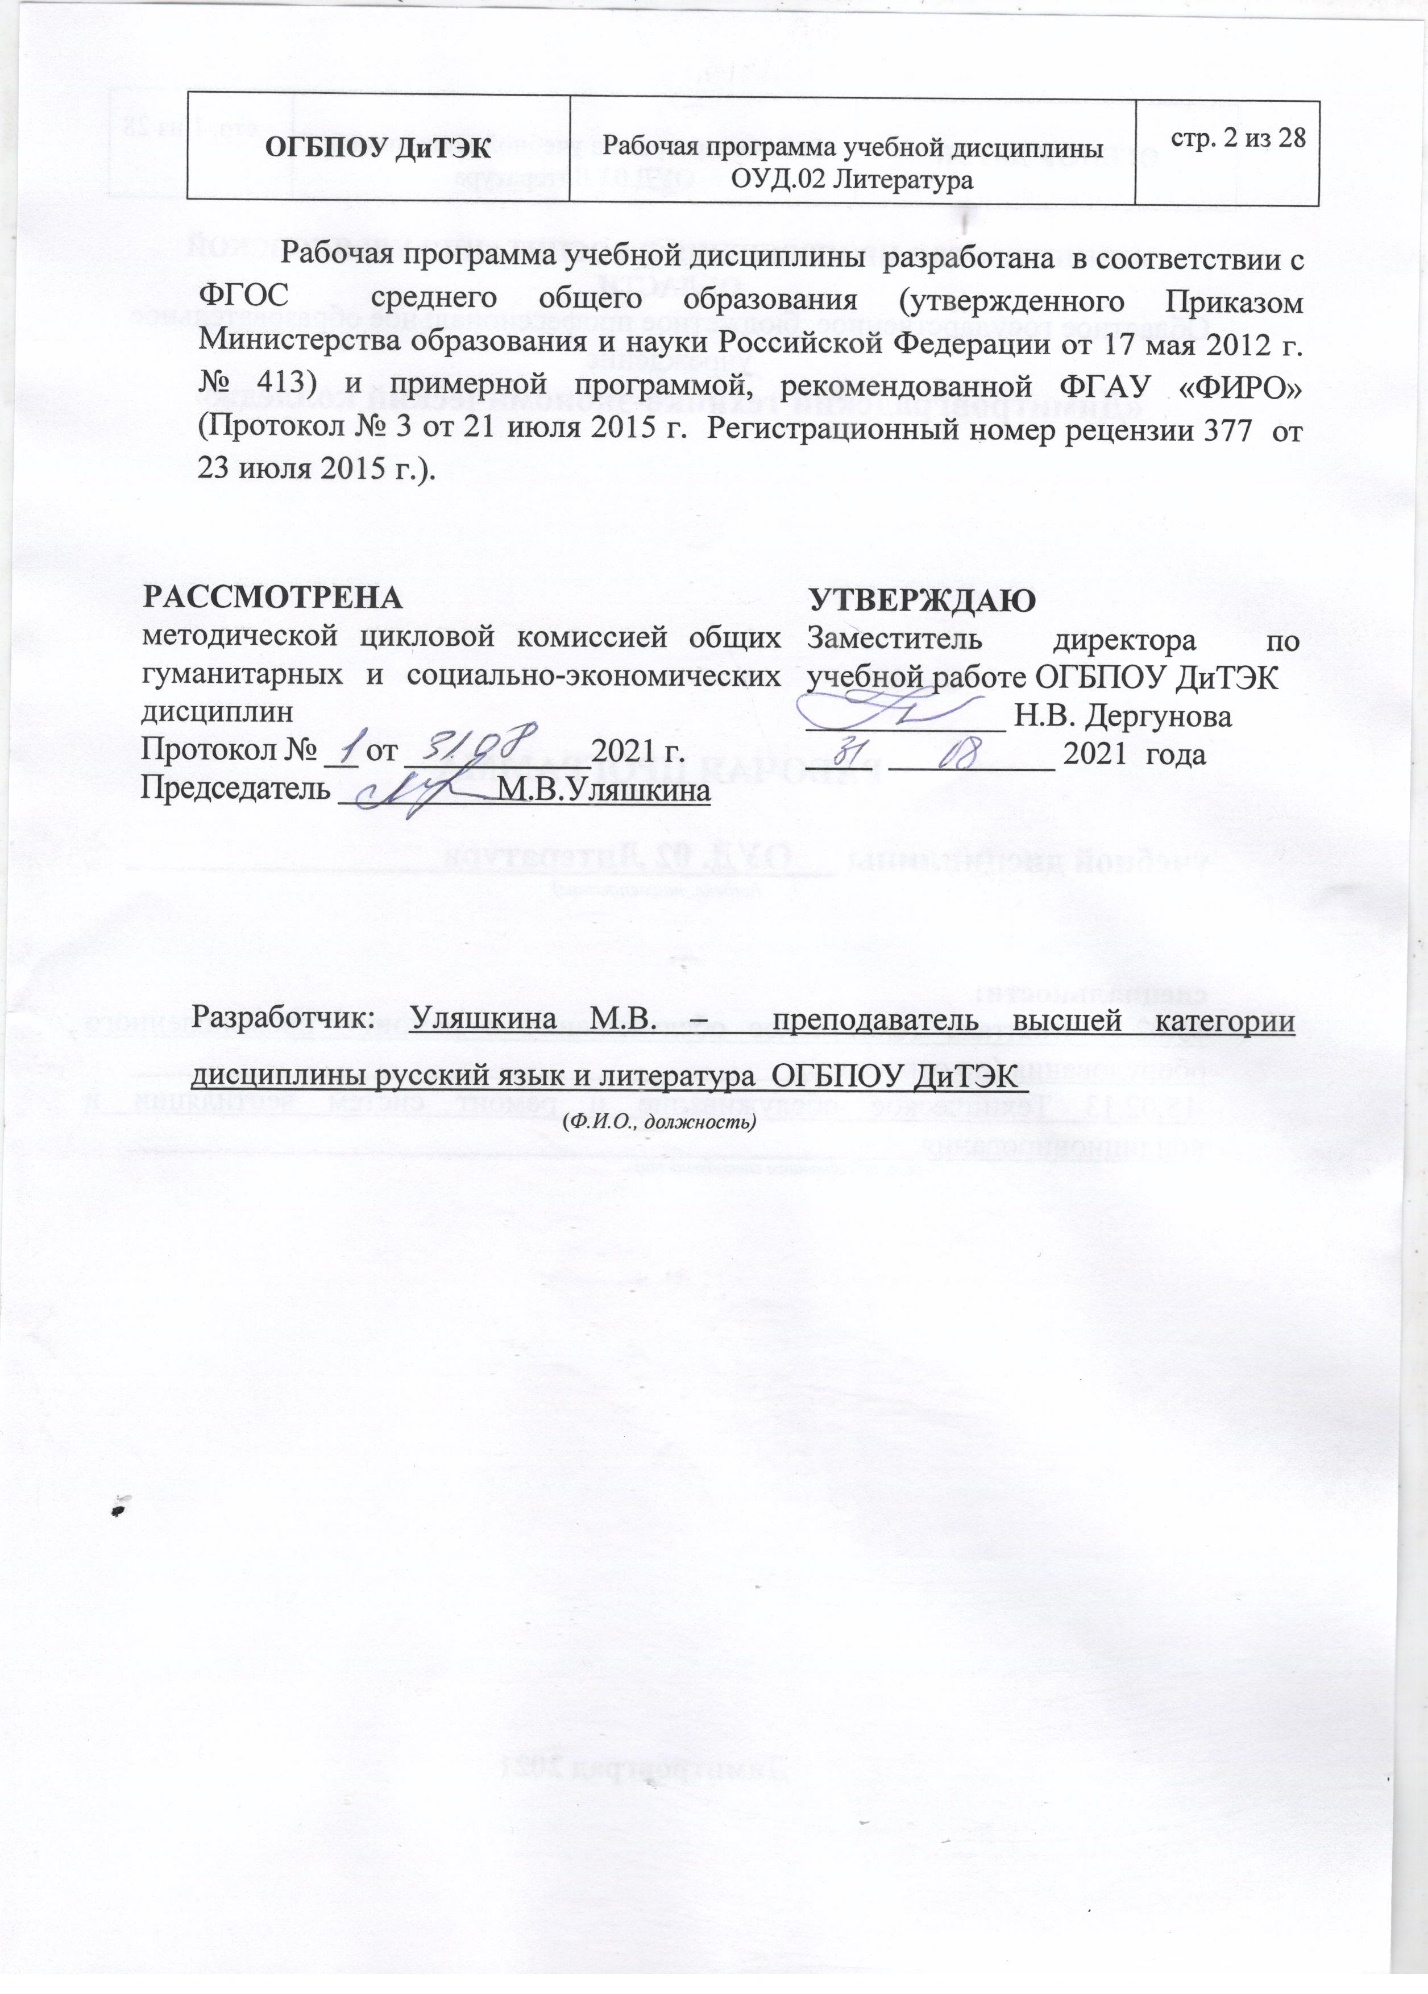 ОГБПОУ ДиТЭК
Рабочая программа учебной дисциплины
ОУД.02 Литература
стр. 2 из 28
Рабочая программа учебной дисциплины разработана в соответствии с
ФГОС среднего общего образования (утвержденного Приказом
Министерства образования и науки Российской Федерации от 17 мая 2012 г.
№ 413) и примерной программой, рекомендованной ФГАУ «ФИРО»
(Протокол № 3 от 21 июля 2015 г. Регистрационный номер рецензии 377 от
23 июля 2015 г.).
РАССМОТРЕНА
методической цикловой комиссией общих
гуманитарных и социально-экономических
дисциплин
Протокол № 1 от 31 08 2021 г.
Председатель М.В.Уляшкина
УТВЕРЖДАЮ
Заместитель директора по
учебной работе ОГБПОУ ДиТЭК
Н.В. Дергунова
31 08 2021 года
Разработчик: Уляшкина М.В. – преподаватель высшей категории
дисциплины русский язык и литература ОГБПОУ ДиТЭК
(Ф.И.О., должность)